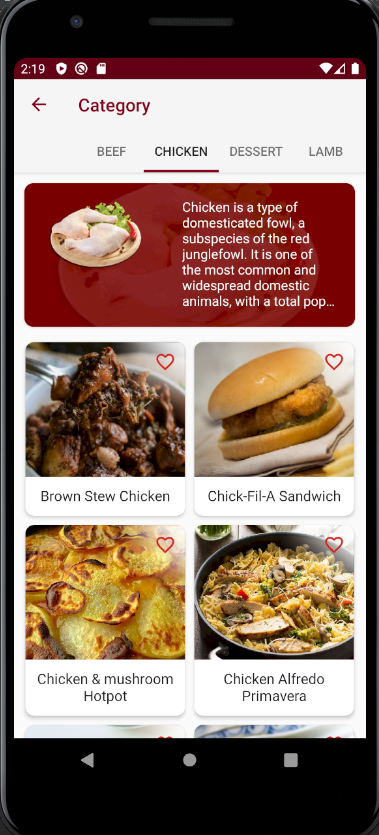 2:19
Category
BEEF CHICKEN DESSERT LAMB
Chicken is a type of
domesticated fowl, a
subspecies of the red
junglefowl. It is one of
the most common and
widespread domestic
animals, with a total pop…
Brown Stew Chicken
Chick-Fil-A Sandwich
Chicken & mushroom
Hotpot
Chicken Alfredo
Primavera